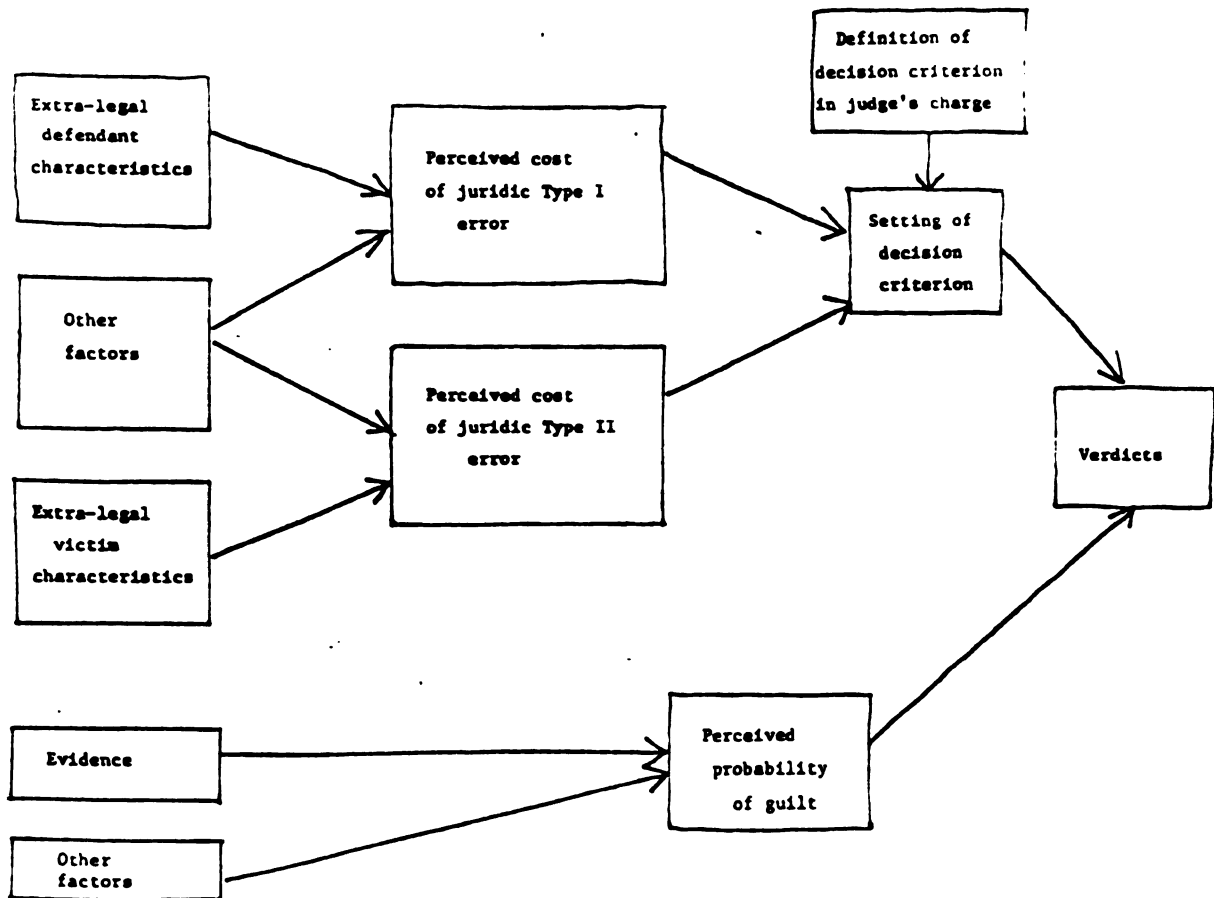 Definition of
decision criterion
in judge's charge
Extra-legal
defendant
characteristics
Perceived cost
of juridic Type I
error
Setting of
decision
criterion
Other
factors
Perceived cost
of juridic Type II
error
Verdicts
Extra-legal
victim
characteristics
Evidence
Perceived
probability
of guilt
Other
factors